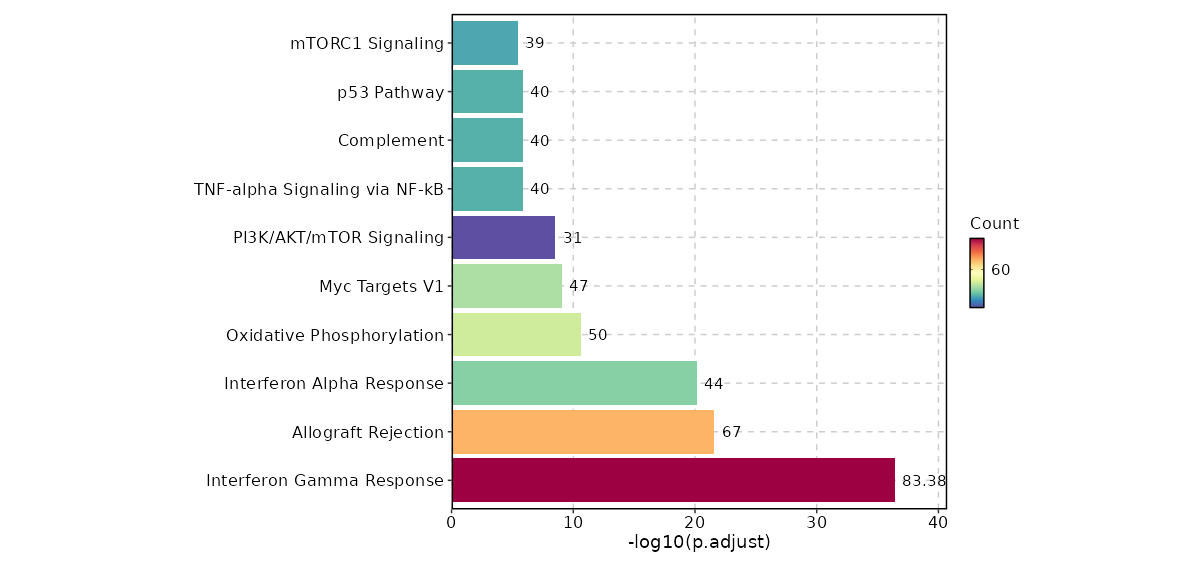 mTORC1 Signaling 39
p53 Pathway 40
Complement 40
TNF-alpha Signaling via NF-kB 40
PI3K/AKT/mTOR Signaling 31
Myc Targets V1 47
Oxidative Phosphorylation 50
Interferon Alpha Response 44
Allograft Rejection 67
Interferon Gamma Response 83.38
0 10 20 30 40
-log10(p.adjust)
Count
60